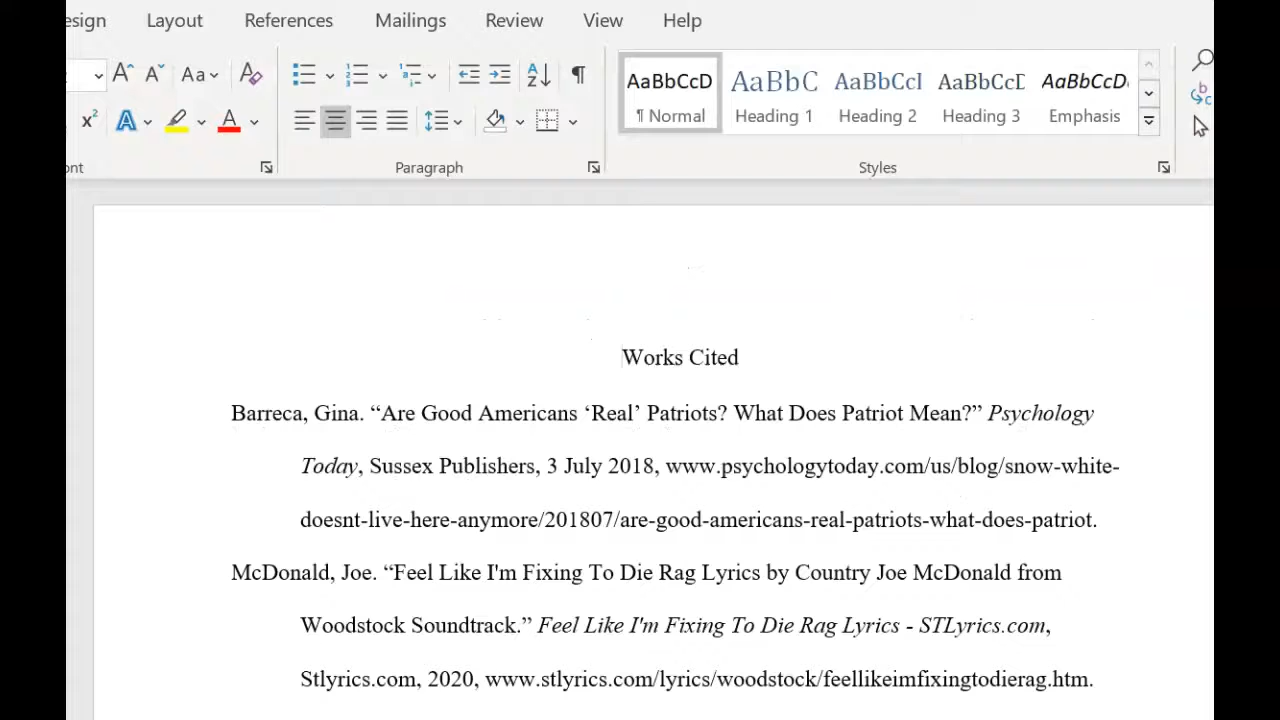 esign Layout References Mailings Review View Help
A A Aa A AaBbCcD AaBbC AaBbCcI AaBbCcD AaBbCcD
x² A A ¶ Normal Heading 1 Heading 2 Heading 3 Emphasis
ont Paragraph Styles
Works Cited
Barreca, Gina. “Are Good Americans ‘Real’ Patriots? What Does Patriot Mean?” Psychology
Today, Sussex Publishers, 3 July 2018, www.psychologytoday.com/us/blog/snow-white-
doesnt-live-here-anymore/201807/are-good-americans-real-patriots-what-does-patriot.
McDonald, Joe. “Feel Like I'm Fixing To Die Rag Lyrics by Country Joe McDonald from
Woodstock Soundtrack.” Feel Like I'm Fixing To Die Rag Lyrics - STLyrics.com,
Stlyrics.com, 2020, www.stlyrics.com/lyrics/woodstock/feellikeimfixingtodierag.htm.